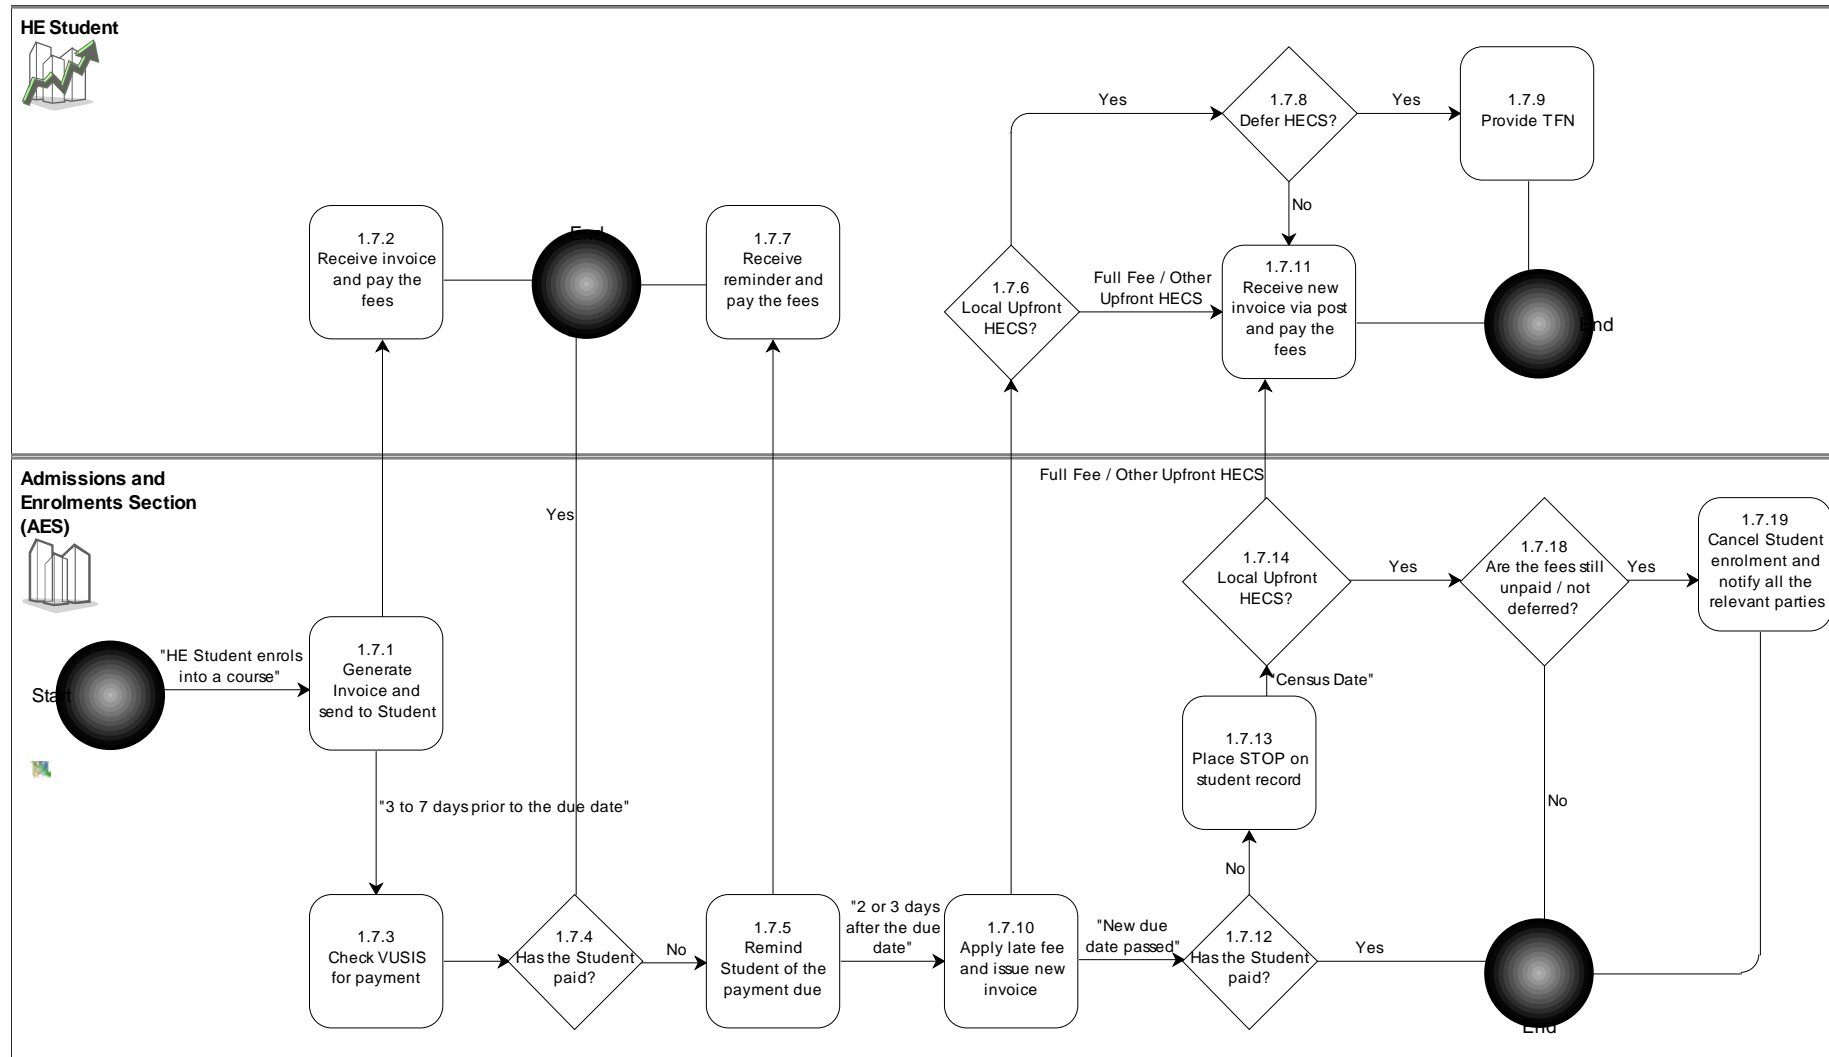 HE Student
1.7.8
Defer HECS?
Yes
Yes
1.7.9
Provide TFN
No
1.7.2
Receive invoice
and pay the
fees
End
1.7.7
Receive
reminder and
pay the fees
1.7.6
Local Upfront
HECS?
Full Fee / Other
Upfront HECS
1.7.11
Receive new
invoice via post
and pay the
fees
End
Admissions and
Enrolments Section
(AES)
Full Fee / Other Upfront HECS
Yes
1.7.14
Local Upfront
HECS?
Yes
1.7.18
Are the fees still
unpaid / not
deferred?
Yes
1.7.19
Cancel Student
enrolment and
notify all the
relevant parties
Start
"HE Student enrols
into a course"
1.7.1
Generate
Invoice and
send to Student
"Census Date"
1.7.13
Place STOP on
student record
"3 to 7 days prior to the due date"
No
No
1.7.3
Check VUSIS
for payment
1.7.4
Has the Student
paid?
No
1.7.5
Remind
Student of the
payment due
"2 or 3 days
after the due
date"
1.7.10
Apply late fee
and issue new
invoice
"New due
date passed"
1.7.12
Has the Student
paid?
Yes
End